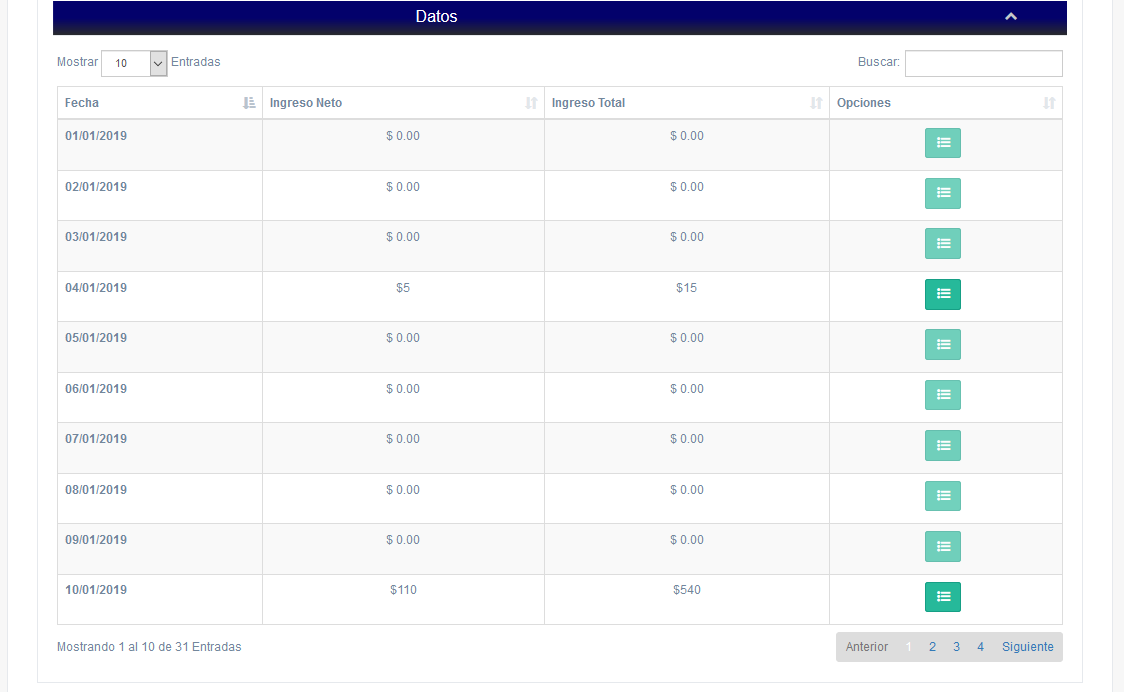 Datos
Mostrar 10 Entradas Buscar:
Fecha Ingreso Neto Ingreso Total Opciones
01/01/2019 $ 0.00 $ 0.00
02/01/2019 $ 0.00 $ 0.00
03/01/2019 $ 0.00 $ 0.00
04/01/2019 $5 $15
05/01/2019 $ 0.00 $ 0.00
06/01/2019 $ 0.00 $ 0.00
07/01/2019 $ 0.00 $ 0.00
08/01/2019 $ 0.00 $ 0.00
09/01/2019 $ 0.00 $ 0.00
10/01/2019 $110 $540
Mostrando 1 al 10 de 31 Entradas Anterior 1 2 3 4 Siguiente